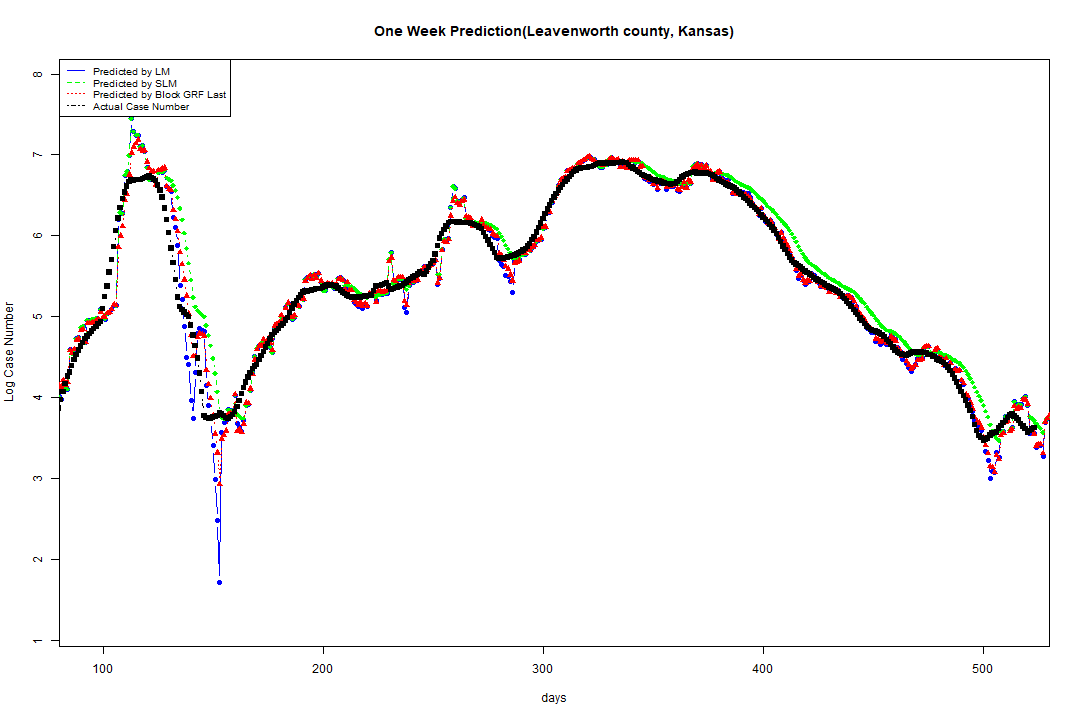 One Week Prediction(Leavenworth county, Kansas)
Predicted by LM
Predicted by SLM
Predicted by Block GRF Last
Actual Case Number
8
7
6
5
4
3
2
1
Log Case Number
100 200 300 400 500
days